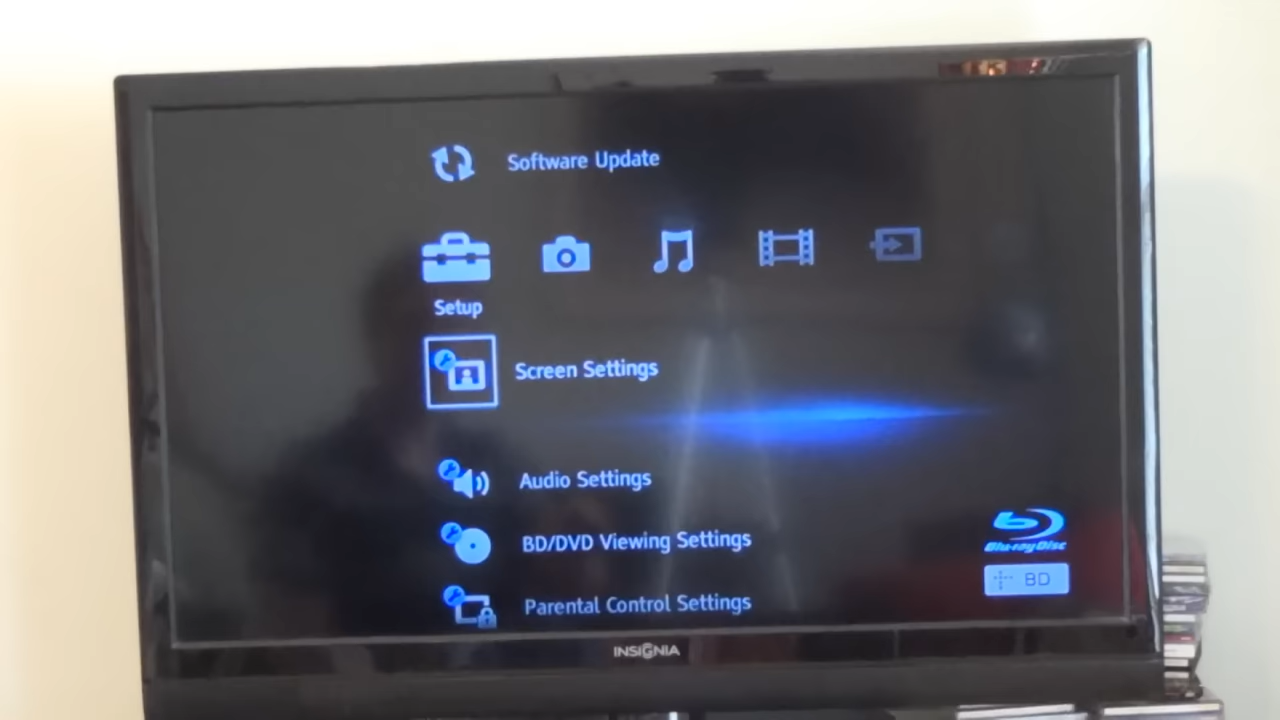 Software Update
Setup
Screen Settings
Audio Settings
BD/DVD Viewing Settings
Blu-ray Disc
BD
Parental Control Settings
INSIGNIA